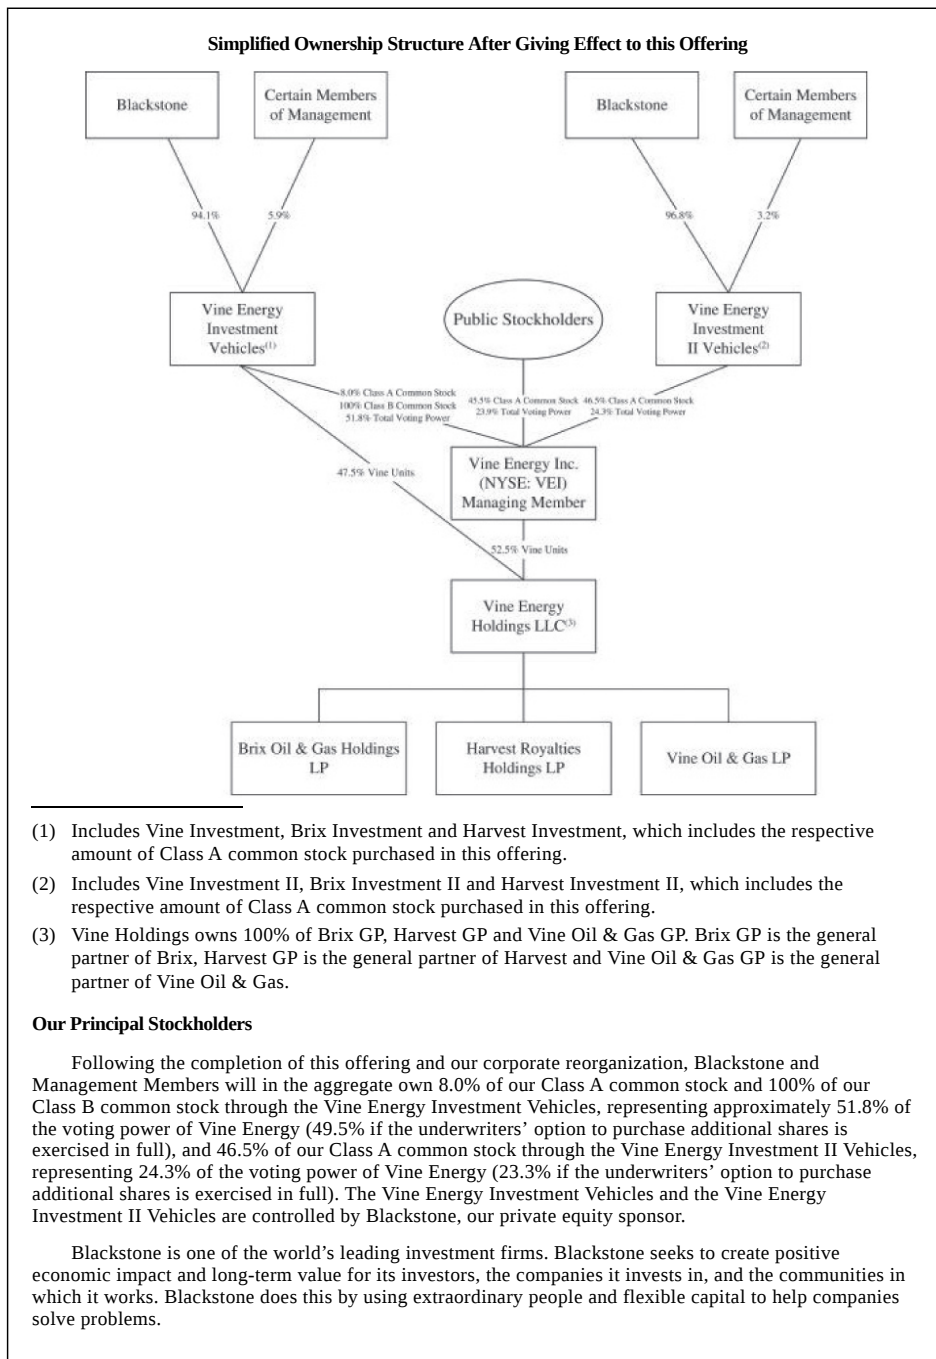 Simplified Ownership Structure After Giving Effect to this Offering
Blackstone
Certain Members
of Management
Blackstone
Certain Members
of Management
94.1%
5.9%
96.8%
3.2%
Vine Energy
Investment
Vehicles(1)
Public Stockholders
Vine Energy
Investment
II Vehicles(2)
8.0% Class A Common Stock
100% Class B Common Stock
51.8% Total Voting Power
45.5% Class A Common Stock
23.9% Total Voting Power
46.5% Class A Common Stock
24.3% Total Voting Power
47.5% Vine Units
Vine Energy Inc.
(NYSE: VEI)
Managing Member
52.5% Vine Units
Vine Energy
Holdings LLC(3)
Brix Oil & Gas Holdings
LP
Harvest Royalties
Holdings LP
Vine Oil & Gas LP
(1) Includes Vine Investment, Brix Investment and Harvest Investment, which includes the respective
amount of Class A common stock purchased in this offering.
(2) Includes Vine Investment II, Brix Investment II and Harvest Investment II, which includes the
respective amount of Class A common stock purchased in this offering.
(3) Vine Holdings owns 100% of Brix GP, Harvest GP and Vine Oil & Gas GP. Brix GP is the general
partner of Brix, Harvest GP is the general partner of Harvest and Vine Oil & Gas GP is the general
partner of Vine Oil & Gas.
Our Principal Stockholders
Following the completion of this offering and our corporate reorganization, Blackstone and
Management Members will in the aggregate own 8.0% of our Class A common stock and 100% of our
Class B common stock through the Vine Energy Investment Vehicles, representing approximately 51.8% of
the voting power of Vine Energy (49.5% if the underwriters’ option to purchase additional shares is
exercised in full), and 46.5% of our Class A common stock through the Vine Energy Investment II Vehicles,
representing 24.3% of the voting power of Vine Energy (23.3% if the underwriters’ option to purchase
additional shares is exercised in full). The Vine Energy Investment Vehicles and the Vine Energy
Investment II Vehicles are controlled by Blackstone, our private equity sponsor.
Blackstone is one of the world’s leading investment firms. Blackstone seeks to create positive
economic impact and long-term value for its investors, the companies it invests in, and the communities in
which it works. Blackstone does this by using extraordinary people and flexible capital to help companies
solve problems.